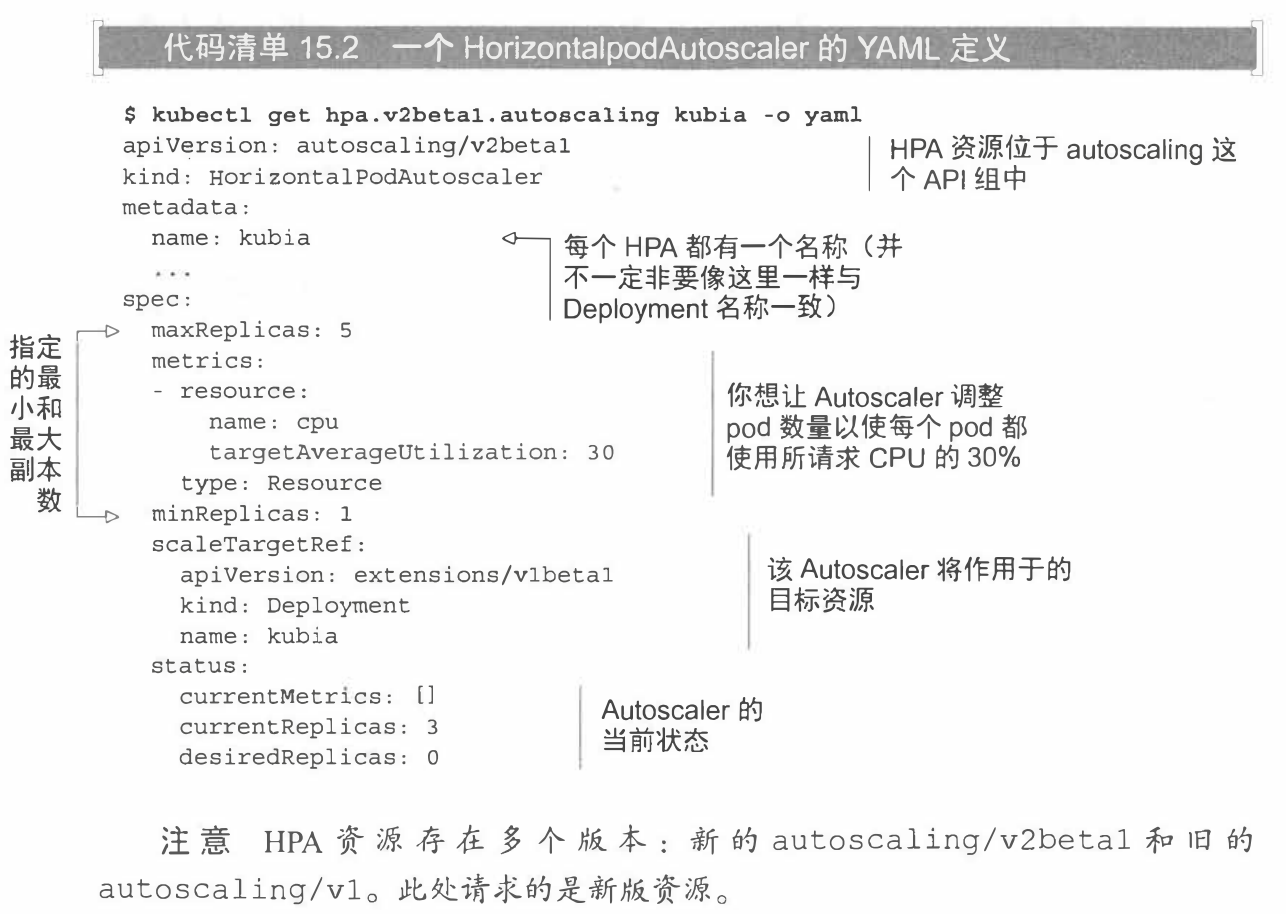 代码清单 15.2 一个 HorizontalpodAutoscaler 的 YAML 定义
$ kubectl get hpa.v2beta1.autoscaling kubia -o yaml
apiVersion: autoscaling/v2beta1
kind: HorizontalPodAutoscaler
HPA 资源位于 autoscaling 这
个 API 组中
metadata:
name: kubia
...
每个 HPA 都有一个名称（并
不一定非要像这里一样与
Deployment 名称一致）
spec:
maxReplicas: 5
指定
的最
小和
最大
副本
数
metrics:
- resource:
name: cpu
targetAverageUtilization: 30
type: Resource
你想让 Autoscaler 调整
pod 数量以使每个 pod 都
使用所请求 CPU 的 30%
minReplicas: 1
scaleTargetRef:
apiVersion: extensions/v1beta1
kind: Deployment
name: kubia
该 Autoscaler 将作用于的
目标资源
status:
currentMetrics: []
currentReplicas: 3
desiredReplicas: 0
Autoscaler 的
当前状态
注意 HPA 资源存在多个版本：新的 autoscaling/v2beta1 和旧的
autoscaling/v1。此处请求的是新版资源。